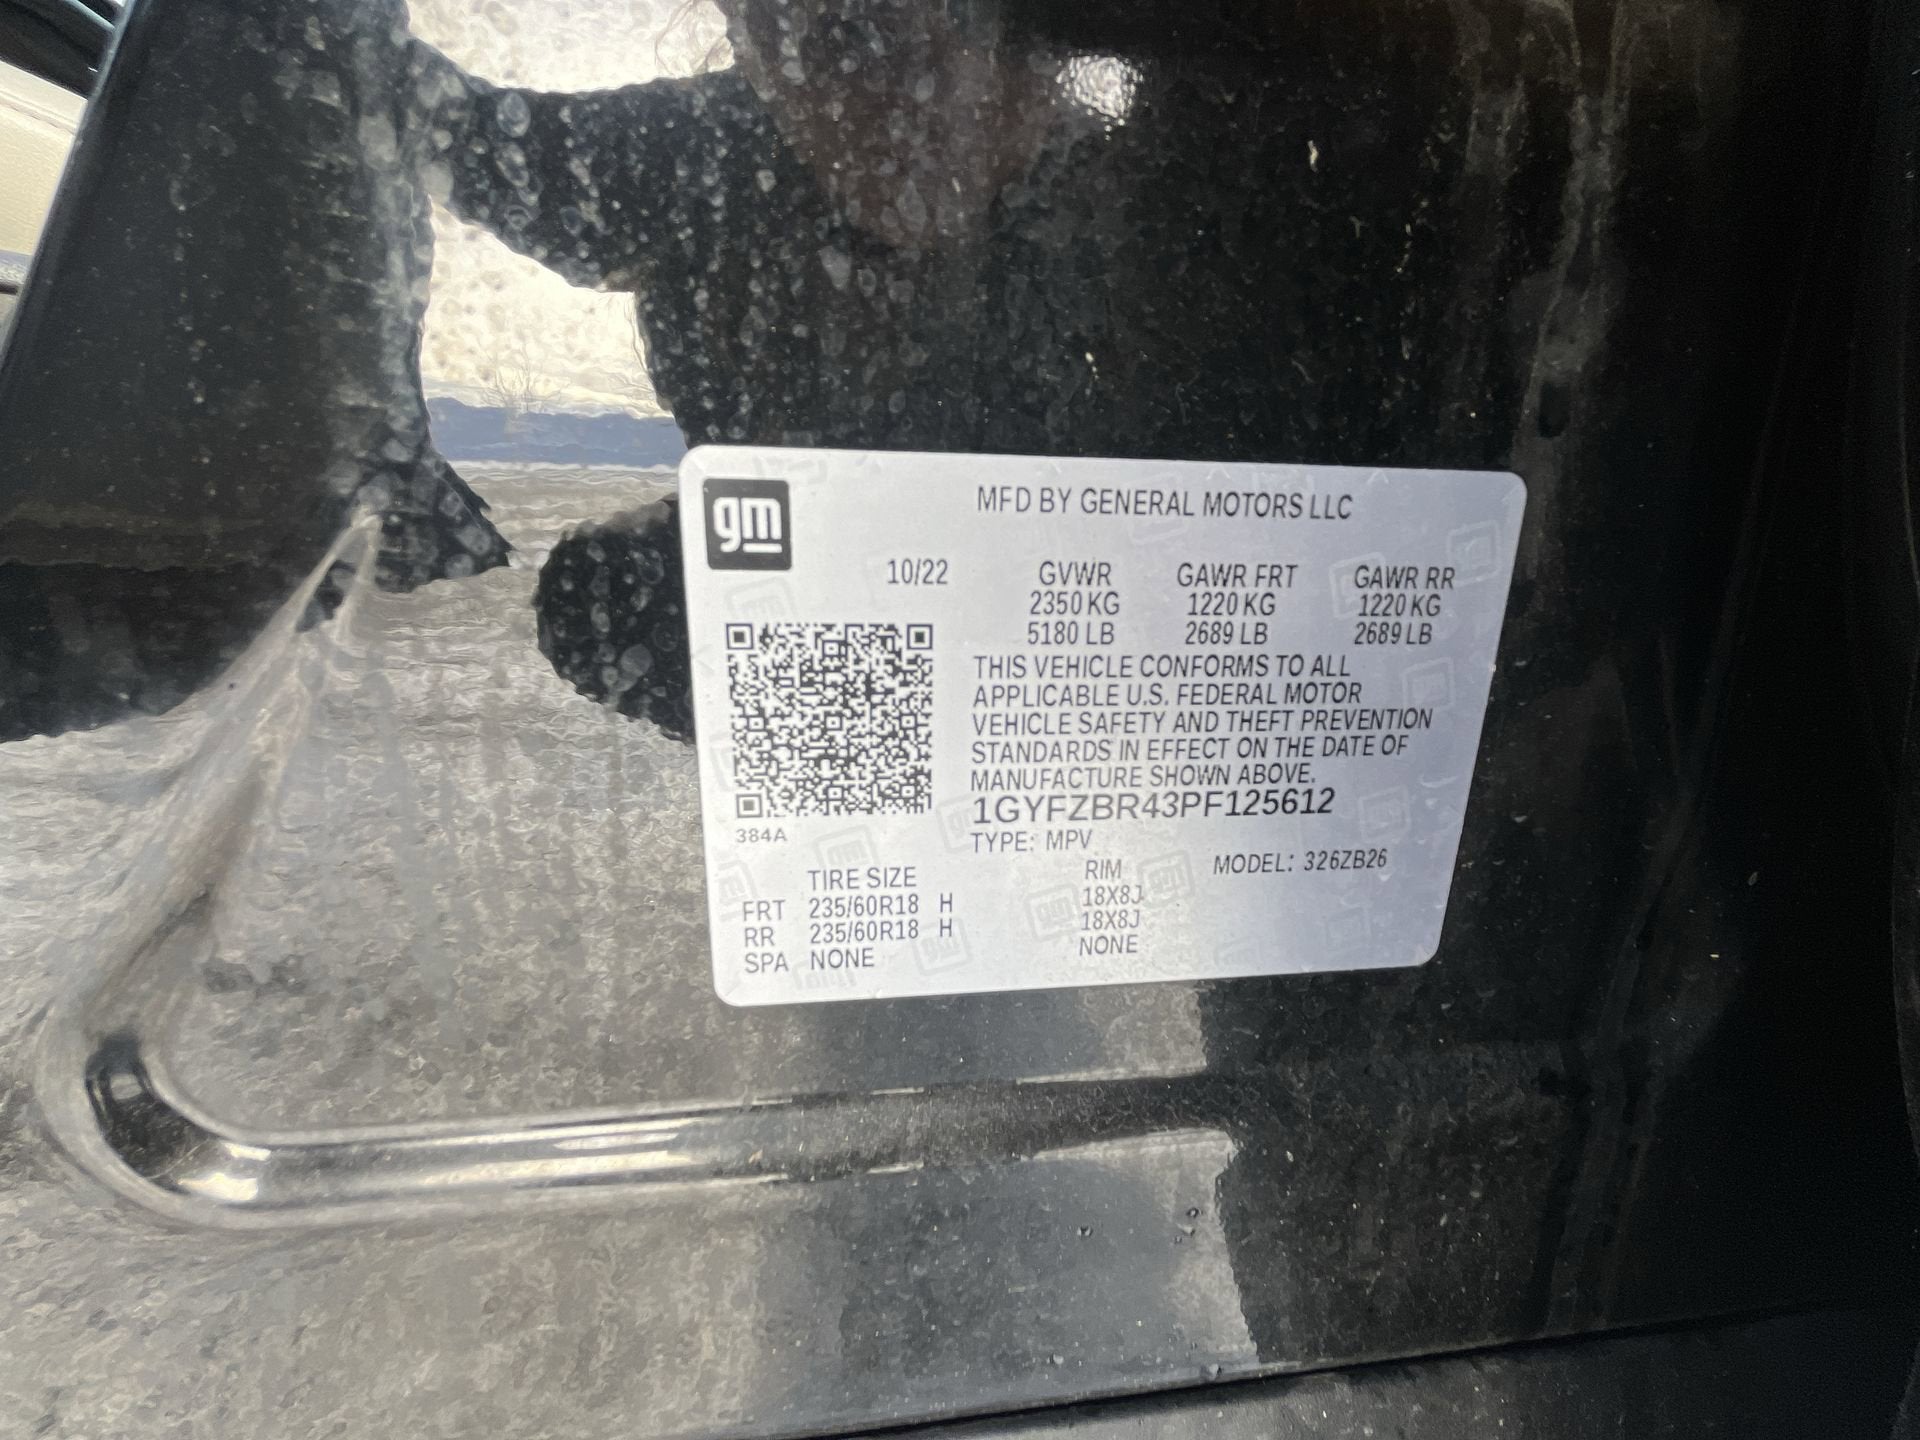 gm
MFD BY GENERAL MOTORS LLC
10/22 GVWR GAWR FRT GAWR RR
2350 KG 1220 KG 1220 KG
5180 LB 2689 LB 2689 LB
THIS VEHICLE CONFORMS TO ALL
APPLICABLE U.S. FEDERAL MOTOR
VEHICLE SAFETY AND THEFT PREVENTION
STANDARDS IN EFFECT ON THE DATE OF
MANUFACTURE SHOWN ABOVE.
1GYFZBR43PF125612
384A
TYPE: MPV
MODEL: 326ZB26
TIRE SIZE RIM
FRT 235/60R18 H 18X8J
RR 235/60R18 H 18X8J
SPA NONE NONE